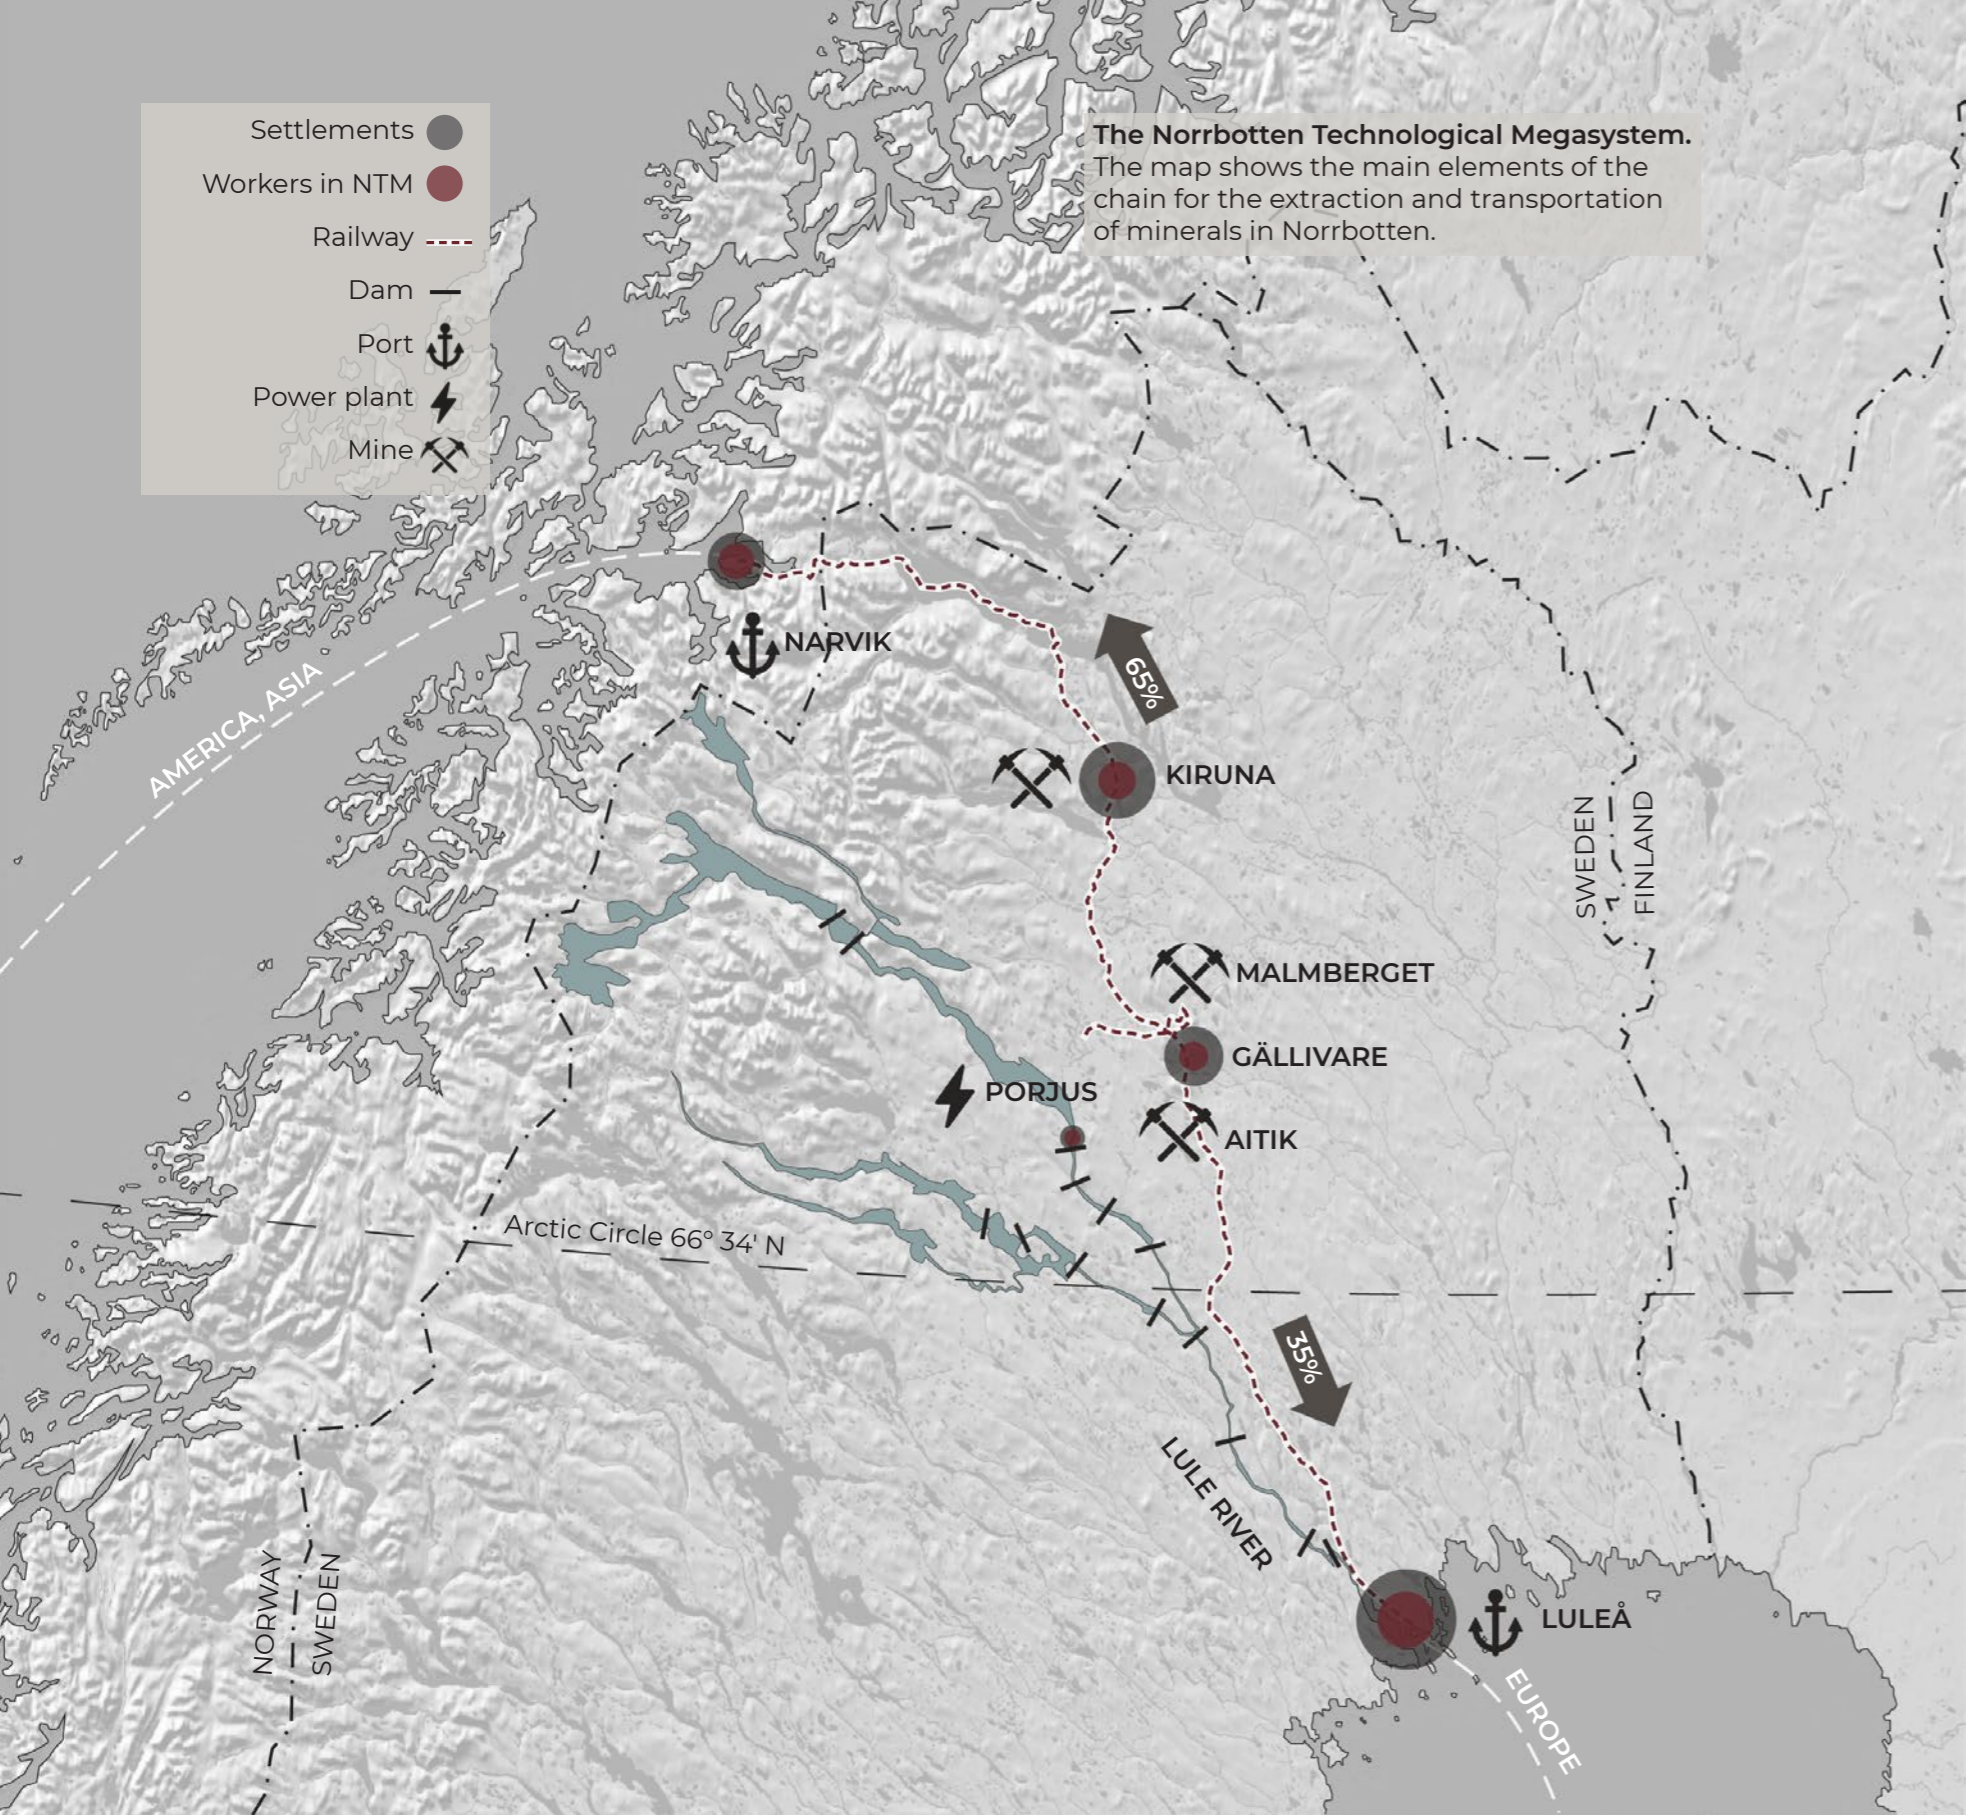 Settlements
Workers in NTM
Railway
Dam
Port
Power plant
Mine
The Norrbotten Technological Megasystem.
The map shows the main elements of the
chain for the extraction and transportation
of minerals in Norrbotten.
NARVIK
65%
AMERICA, ASIA
KIRUNA
SWEDEN
FINLAND
MALMBERGET
GÄLLIVARE
PORJUS
AITIK
Arctic Circle 66° 34' N
35%
LULE RIVER
NORWAY
SWEDEN
LULEÅ
EUROPE